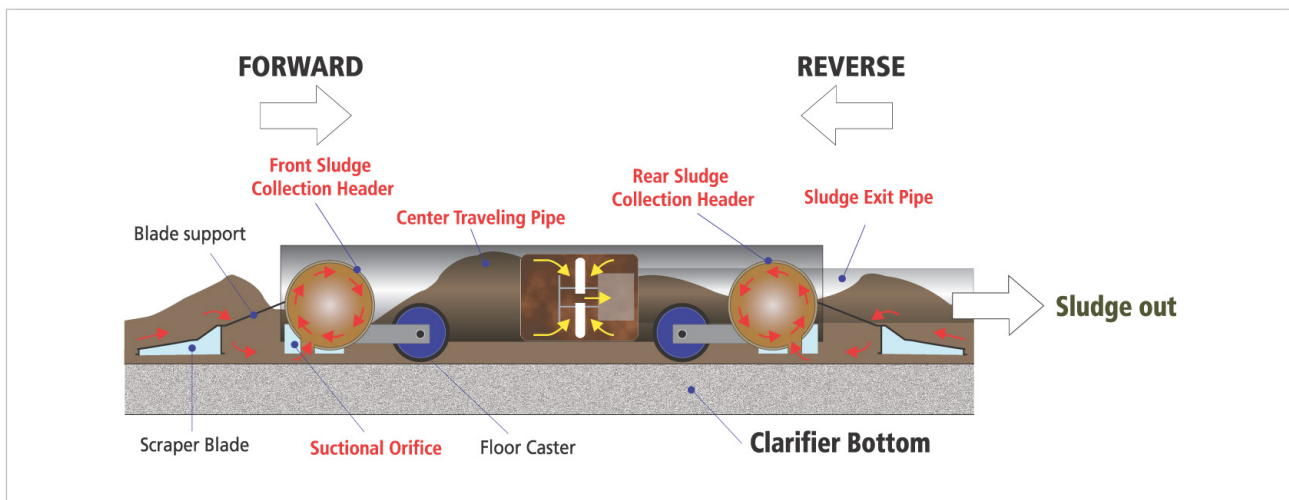 FORWARD
REVERSE
Front Sludge
Collection Header
Rear Sludge
Collection Header
Sludge Exit Pipe
Center Traveling Pipe
Blade support
Sludge out
Scraper Blade
Suctional Orifice
Floor Caster
Clarifier Bottom